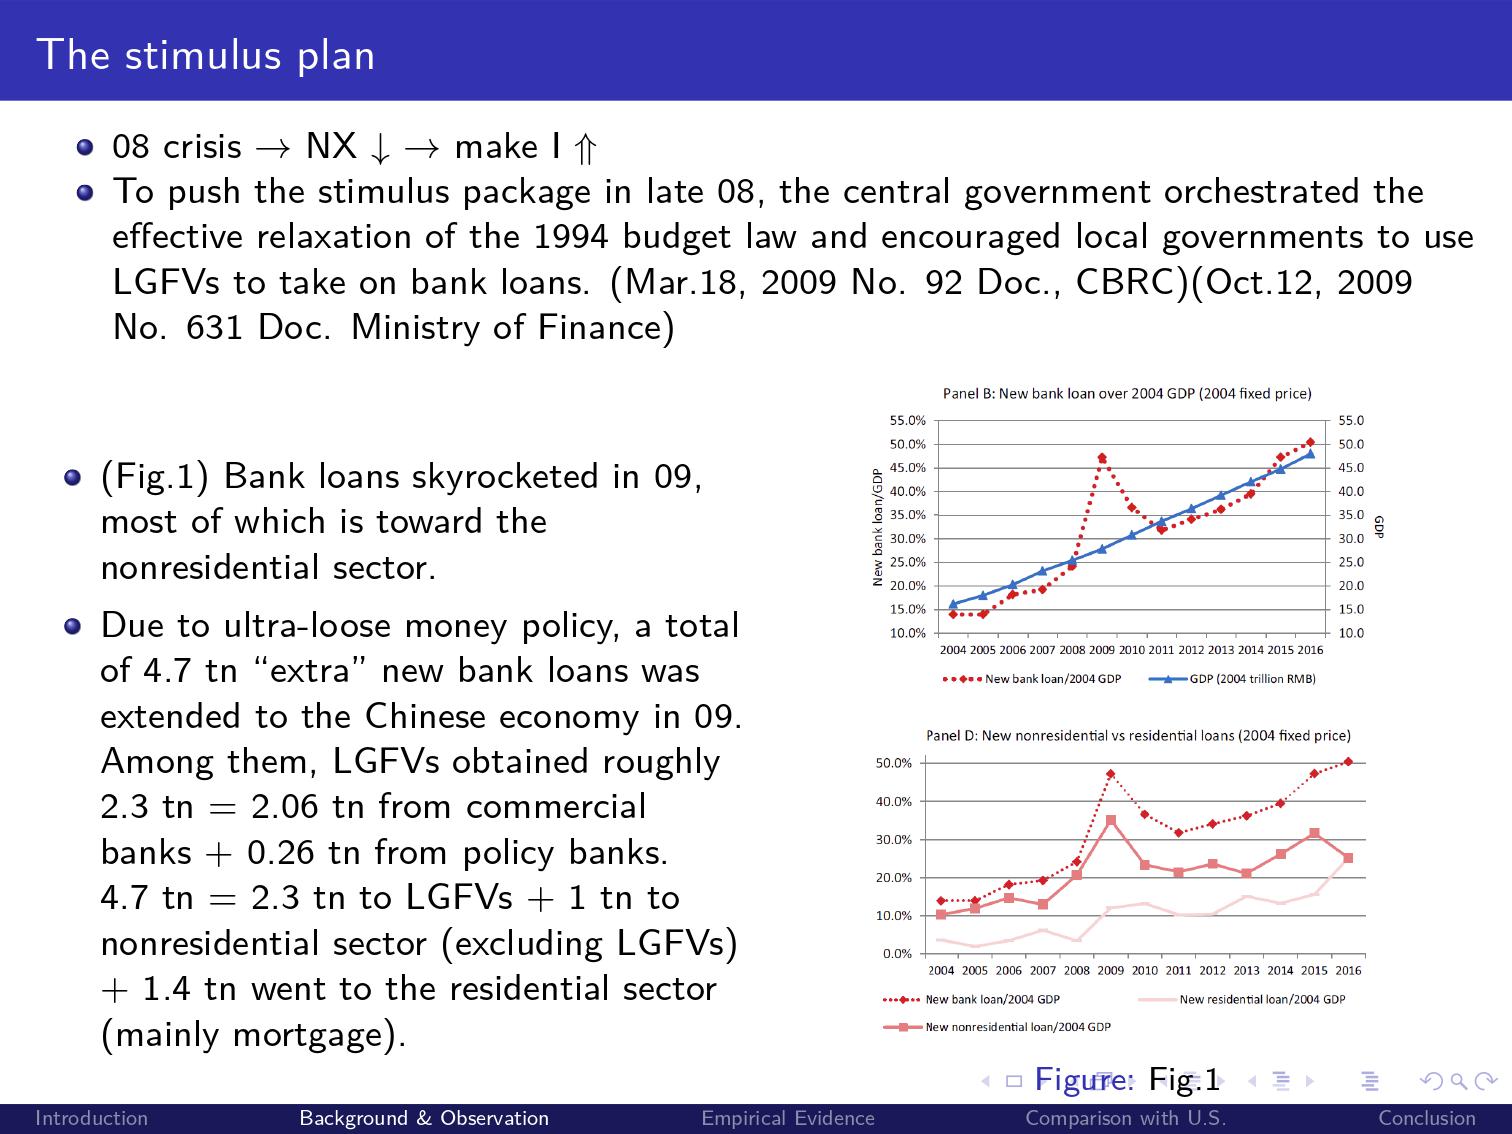 The stimulus plan
08 crisis → NX ↓ → make I ⇑
To push the stimulus package in late 08, the central government orchestrated the
effective relaxation of the 1994 budget law and encouraged local governments to use
LGFVs to take on bank loans. (Mar.18, 2009 No. 92 Doc., CBRC)(Oct.12, 2009
No. 631 Doc. Ministry of Finance)
(Fig.1) Bank loans skyrocketed in 09,
most of which is toward the
nonresidential sector.
Due to ultra-loose money policy, a total
of 4.7 tn “extra” new bank loans was
extended to the Chinese economy in 09.
Among them, LGFVs obtained roughly
2.3 tn = 2.06 tn from commercial
banks + 0.26 tn from policy banks.
4.7 tn = 2.3 tn to LGFVs + 1 tn to
nonresidential sector (excluding LGFVs)
+ 1.4 tn went to the residential sector
(mainly mortgage).
Panel B: New bank loan over 2004 GDP (2004 fixed price)
New bank loan/GDP
55.0% 55.0
50.0% 50.0
45.0% 45.0
40.0% 40.0
35.0% 35.0
30.0% 30.0
25.0% 25.0
20.0% 20.0
15.0% 15.0
10.0% 10.0
GDP
2004 2005 2006 2007 2008 2009 2010 2011 2012 2013 2014 2015 2016
New bank loan/2004 GDP GDP (2004 trillion RMB)
Panel D: New nonresidential vs residential loans (2004 fixed price)
50.0%
40.0%
30.0%
20.0%
10.0%
0.0%
2004 2005 2006 2007 2008 2009 2010 2011 2012 2013 2014 2015 2016
New bank loan/2004 GDP New residential loan/2004 GDP
New nonresidential loan/2004 GDP
Figure: Fig.1
Introduction Background & Observation Empirical Evidence Comparison with U.S. Conclusion